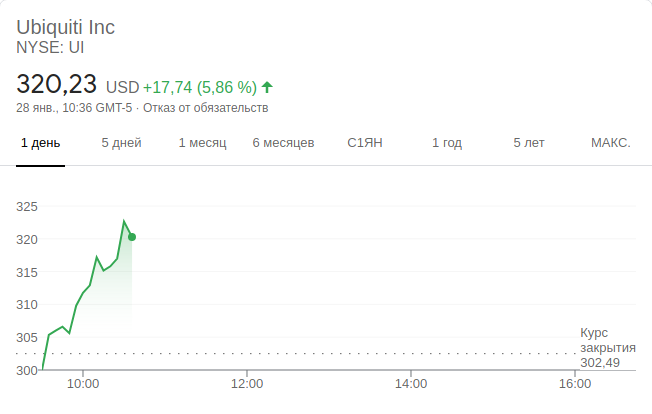 Ubiquiti Inc
NYSE: UI
320,23 USD +17,74 (5,86 %)
28 янв., 10:36 GMT-5 · Отказ от обязательств
1 день 5 дней 1 месяц 6 месяцев С1ЯН 1 год 5 лет МАКС.
325
320
315
310
305
300
Курс
закрытия
302,49
10:00 12:00 14:00 16:00